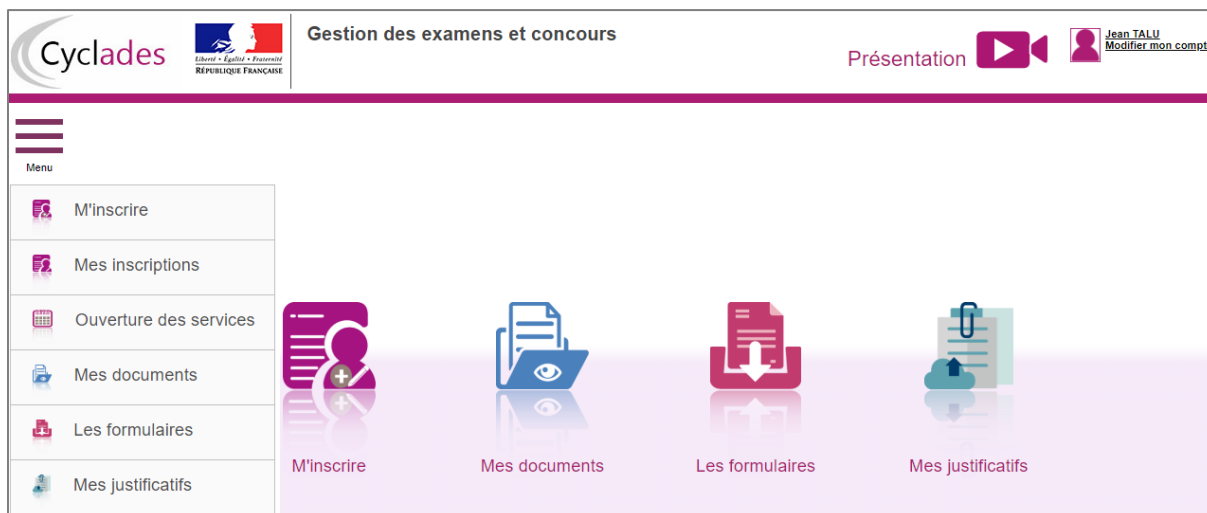 Cyclades
Liberté • Égalité • Fraternité
RÉPUBLIQUE FRANÇAISE
Gestion des examens et concours
Présentation
Jean TALU
Modifier mon compt
Menu
M'inscrire
Mes inscriptions
Ouverture des services
Mes documents
Les formulaires
Mes justificatifs
M'inscrire
Mes documents
Les formulaires
Mes justificatifs